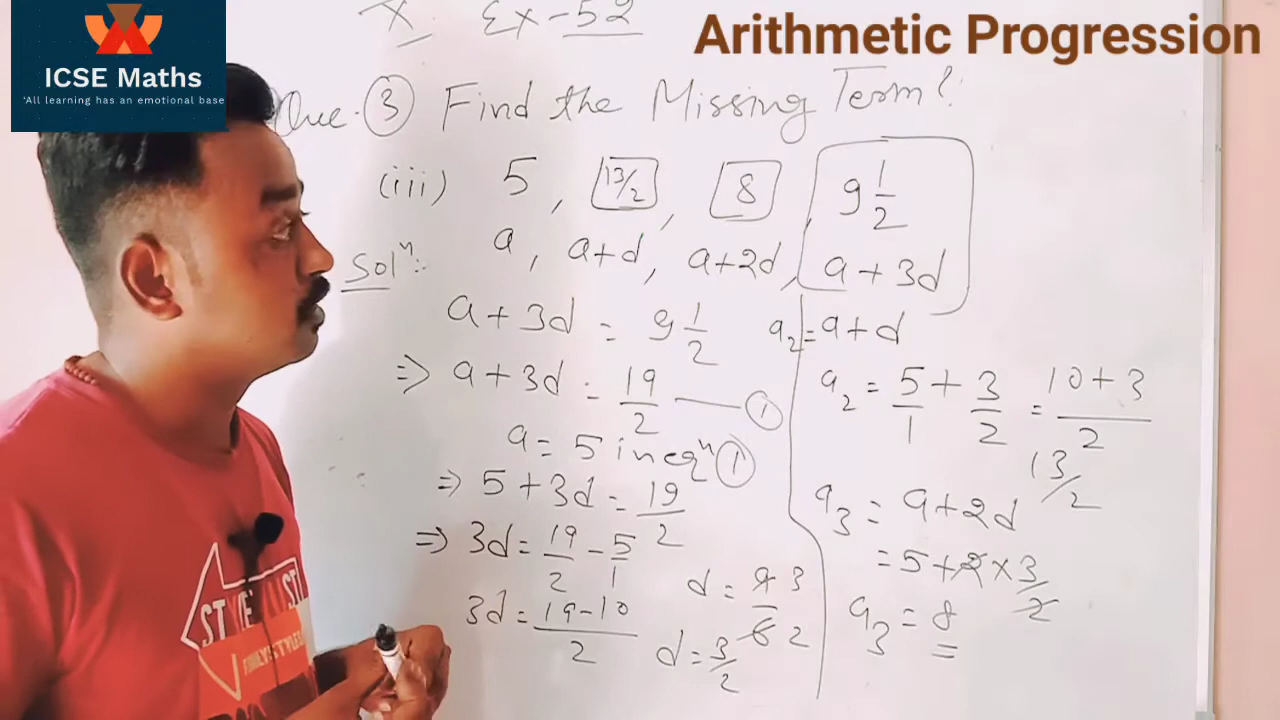 ICSE Maths
'All learning has an emotional base
Arithmetic Progression
X Ex-52
Que. ③ Find the Missing Term?
(iii) 5, 13/2, 8, 9 1/2
Solⁿ:- a, a+d, a+2d, a+3d
a+3d = 9 1/2
⇒ a+3d = 19/2 —— ①
a = 5 in eqⁿ ①
⇒ 5+3d = 19/2
⇒ 3d = 19/2 - 5/1
3d = (19-10)/2
d = 9/6 3/2
d = 3/2
a₂ = a+d
a₂ = 5/1 + 3/2 = (10+3)/2
13/2
a₃ = a+2d
= 5+2×3/2
a₃ = 8